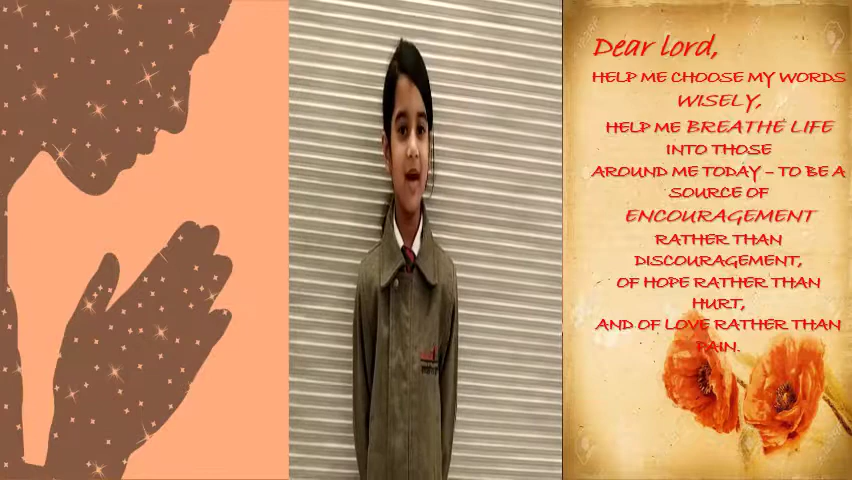 Dear Lord,
HELP ME CHOOSE MY WORDS
WISELY,
HELP ME BREATHE LIFE
INTO THOSE
AROUND ME TODAY – TO BE A
SOURCE OF
ENCOURAGEMENT
RATHER THAN
DISCOURAGEMENT,
OF HOPE RATHER THAN
HURT,
AND OF LOVE RATHER THAN
PAIN.